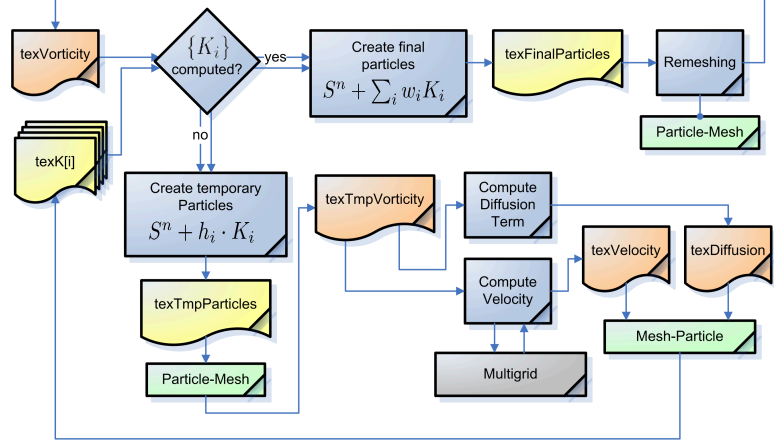 texVorticity
{K_i}
computed?
yes
Create final
particles
S^n + ∑_i w_i K_i
texFinalParticles
Remeshing
Particle-Mesh
no
texK[i]
Create temporary
Particles
S^n + h_i · K_i
texTmpVorticity
Compute
Diffusion
Term
texVelocity
texDiffusion
Compute
Velocity
texTmpParticles
Mesh-Particle
Particle-Mesh
Multigrid